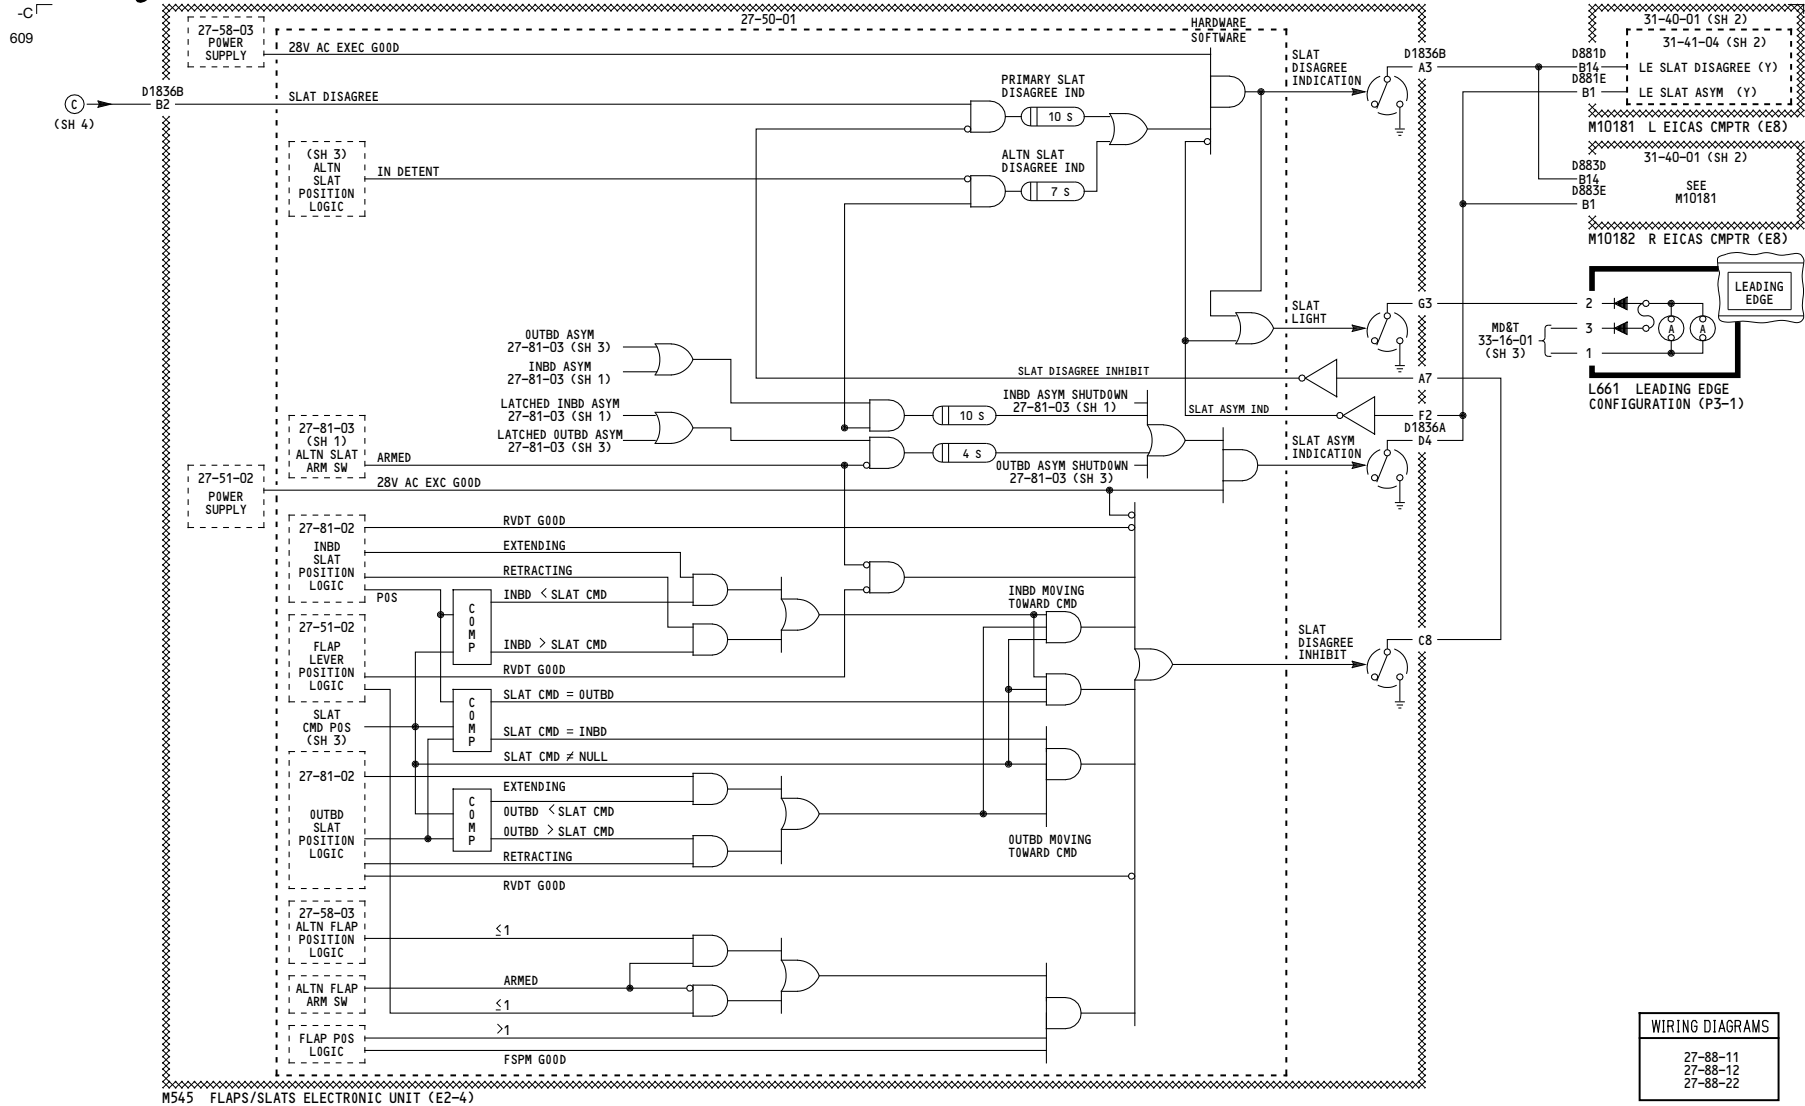 -C
609
27-50-01
HARDWARE
SOFTWARE
27-58-03
POWER
SUPPLY
28V AC EXEC GOOD
C
(SH 4)
D1836B
B2
SLAT DISAGREE
PRIMARY SLAT
DISAGREE IND
10 S
(SH 3)
ALTN
SLAT
POSITION
LOGIC
IN DETENT
ALTN SLAT
DISAGREE IND
7 S
SLAT
DISAGREE
INDICATION
D1836B
A3
31-40-01 (SH 2)
31-41-04 (SH 2)
D881D
B14
LE SLAT DISAGREE (Y)
D881E
B1
LE SLAT ASYM (Y)
M10181 L EICAS CMPTR (E8)
31-40-01 (SH 2)
D883D
B14
D883E
B1
SEE
M10181
M10182 R EICAS CMPTR (E8)
SLAT
LIGHT
G3
LEADING
EDGE
2
3
1
A
A
MD&T
33-16-01
(SH 3)
L661 LEADING EDGE
CONFIGURATION (P3-1)
OUTBD ASYM
27-81-03 (SH 3)
INBD ASYM
27-81-03 (SH 1)
SLAT DISAGREE INHIBIT
A7
LATCHED INBD ASYM
27-81-03 (SH 1)
LATCHED OUTBD ASYM
27-81-03 (SH 3)
10 S
4 S
INBD ASYM SHUTDOWN
27-81-03 (SH 1)
SLAT ASYM IND
F2
D1836A
D4
SLAT ASYM
INDICATION
OUTBD ASYM SHUTDOWN
27-81-03 (SH 3)
27-81-03
(SH 1)
ALTN SLAT
ARM SW
ARMED
27-51-02
POWER
SUPPLY
28V AC EXC GOOD
27-81-02
INBD
SLAT
POSITION
LOGIC
RVDT GOOD
EXTENDING
RETRACTING
POS
COMP
INBD < SLAT CMD
INBD > SLAT CMD
INBD MOVING
TOWARD CMD
27-51-02
FLAP
LEVER
POSITION
LOGIC
RVDT GOOD
SLAT
CMD POS
(SH 3)
COMP
SLAT CMD = OUTBD
SLAT CMD = INBD
SLAT CMD ≠ NULL
SLAT
DISAGREE
INHIBIT
C8
27-81-02
OUTBD
SLAT
POSITION
LOGIC
EXTENDING
COMP
OUTBD < SLAT CMD
OUTBD > SLAT CMD
RETRACTING
RVDT GOOD
OUTBD MOVING
TOWARD CMD
27-58-03
ALTN FLAP
POSITION
LOGIC
≤1
ALTN FLAP
ARM SW
ARMED
≤1
FLAP POS
LOGIC
>1
FSPM GOOD
M545 FLAPS/SLATS ELECTRONIC UNIT (E2-4)
WIRING DIAGRAMS
27-88-11
27-88-12
27-88-22